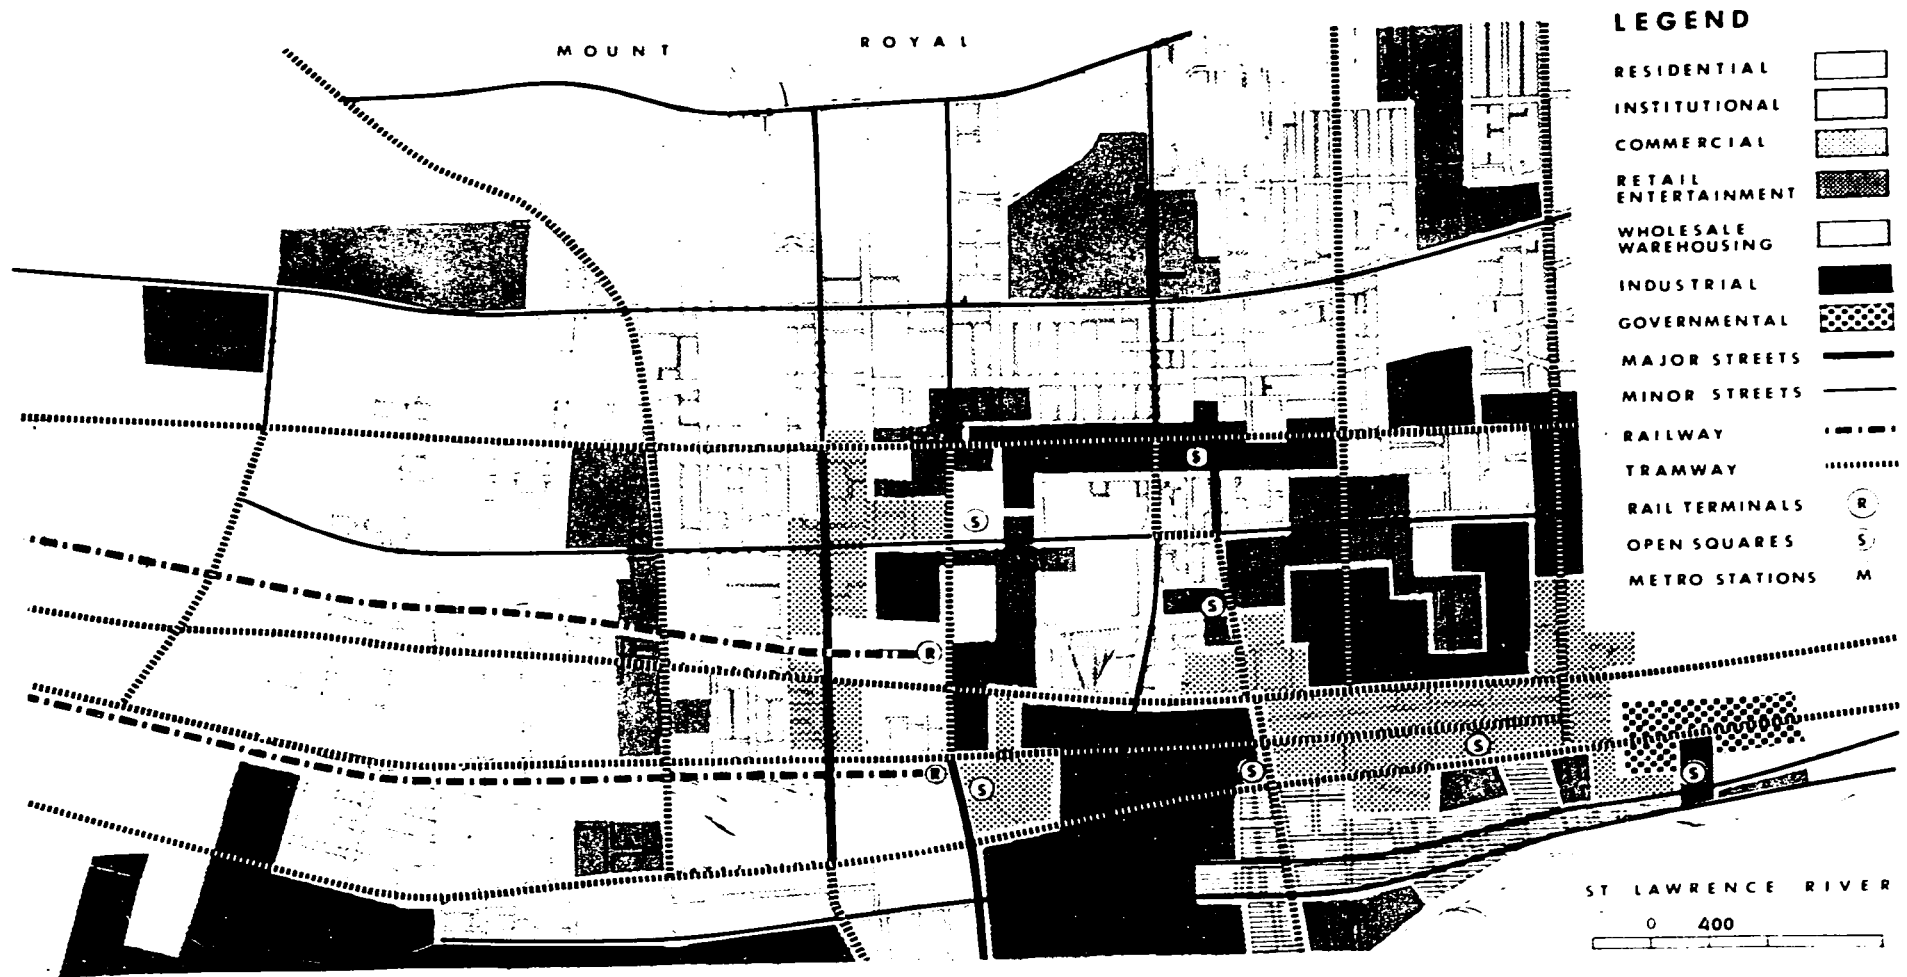 MOUNT ROYAL
LEGEND
RESIDENTIAL
INSTITUTIONAL
COMMERCIAL
RETAIL
ENTERTAINMENT
WHOLESALE
WAREHOUSING
INDUSTRIAL
GOVERNMENTAL
MAJOR STREETS
MINOR STREETS
RAILWAY
TRAMWAY
RAIL TERMINALS R
OPEN SQUARES S
METRO STATIONS M
S
S
S
R
R
S
S
S
S
ST LAWRENCE RIVER
0 400